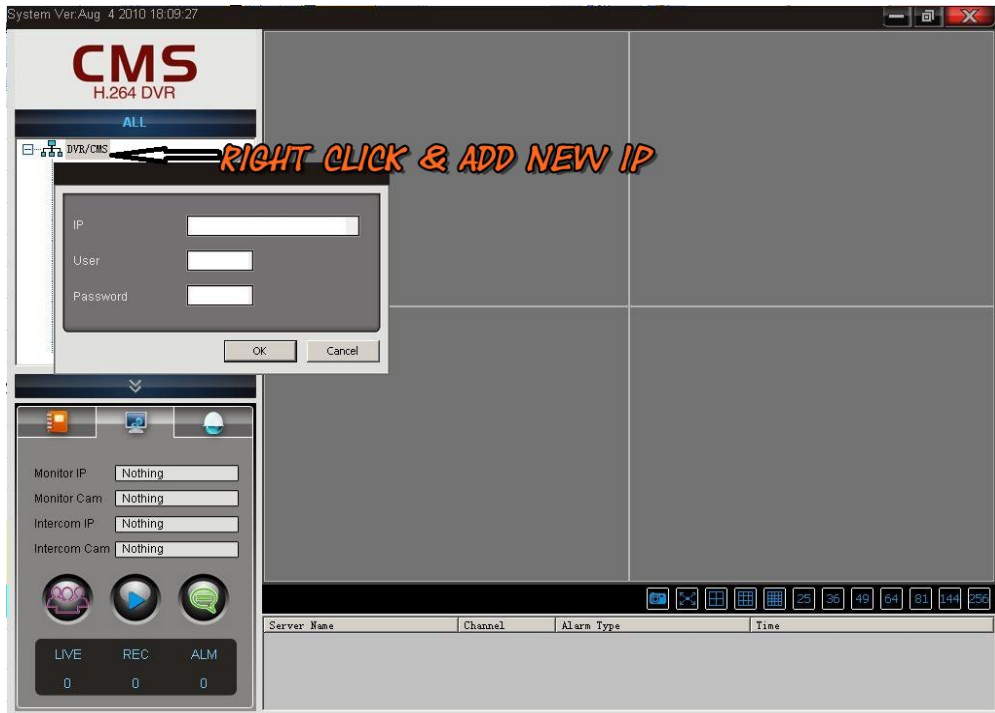 System Ver:Aug 4 2010 18:09:27
CMS
H.264 DVR
ALL
DVR/CMS
RIGHT CLICK & ADD NEW IP
IP
User
Password
OK Cancel
Monitor IP Nothing
Monitor Cam Nothing
Intercom IP Nothing
Intercom Cam Nothing
25 36 49 64 81 144 256
Server Name Channel Alarm Type Time
LIVE REC ALM
0 0 0